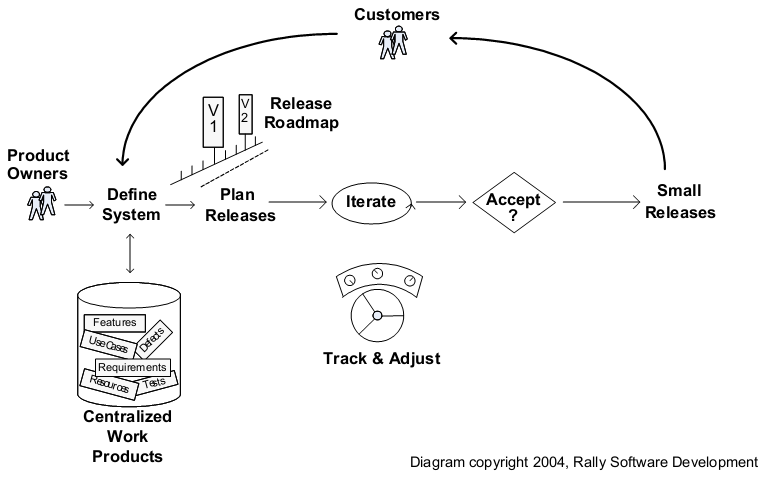 Customers
V
1
V
2
Release
Roadmap
Product
Owners
Define
System
Plan
Releases
Iterate
Accept
?
Small
Releases
Features
Use Cases
Defects
Requirements
Resources
Tests
Track & Adjust
Centralized
Work
Products
Diagram copyright 2004, Rally Software Development